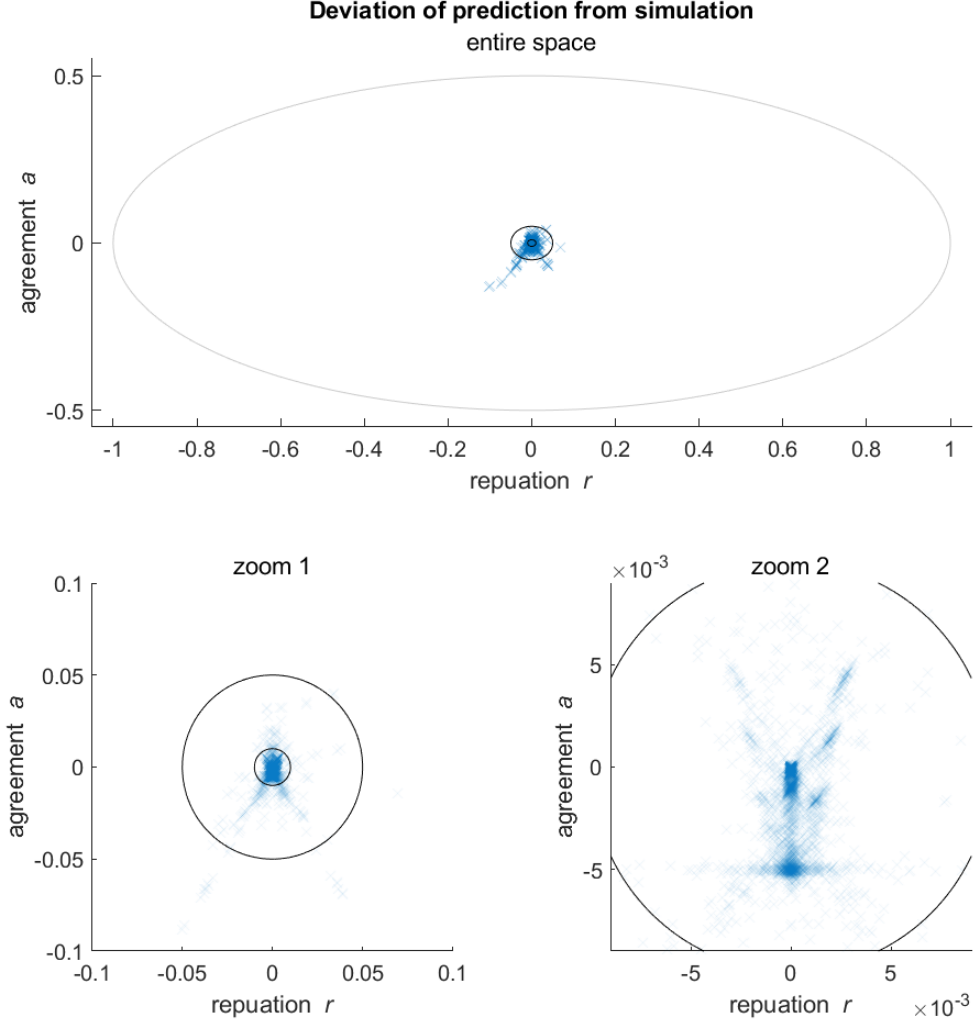 Deviation of prediction from simulation
entire space
0.5
0
-0.5
agreement a
-1 -0.8 -0.6 -0.4 -0.2 0 0.2 0.4 0.6 0.8 1
repuation r
zoom 1
0.1
0.05
0
-0.05
-0.1
agreement a
-0.1 -0.05 0 0.05 0.1
repuation r
×10-3 zoom 2
5
0
-5
agreement a
-5 0 5
repuation r ×10-3